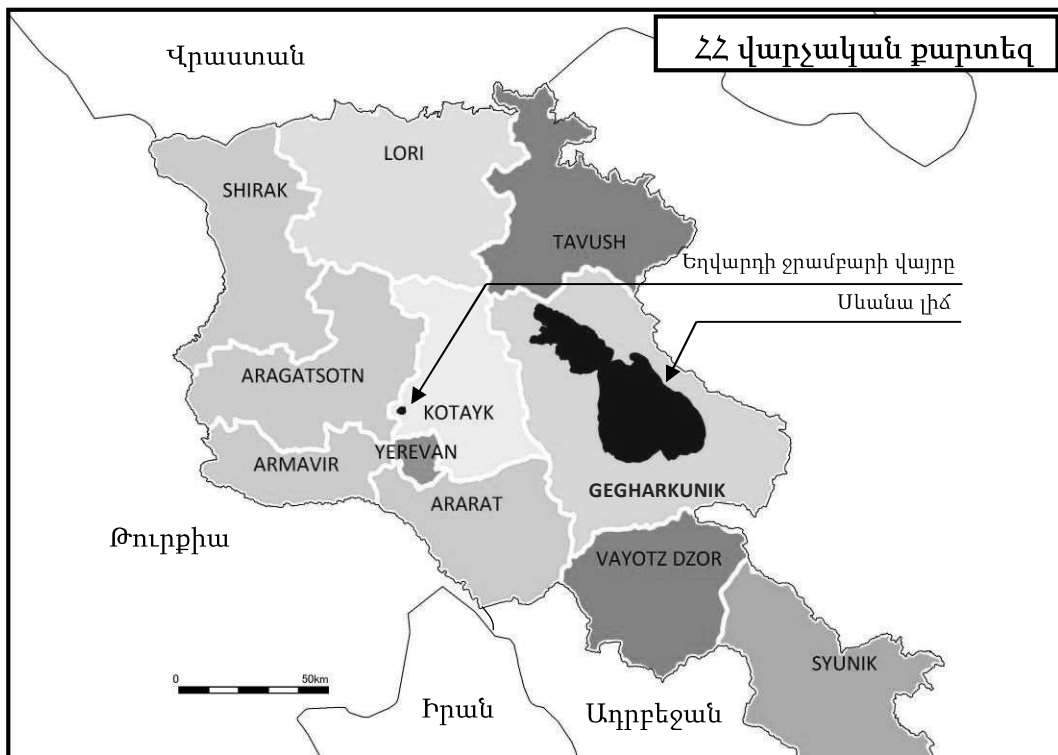 ՀՀ վարչական քարտեզ
Վրաստան
LORI
SHIRAK
TAVUSH
Եղվարդի ջրամբարի վայրը
Սևանա լիճ
ARAGATSOTN
KOTAYK
YEREVAN
ARMAVIR
GEGHARKUNIK
ARARAT
Թուրքիա
VAYOTZ DZOR
SYUNIK
0 50km
Իրան
Ադրբեջան